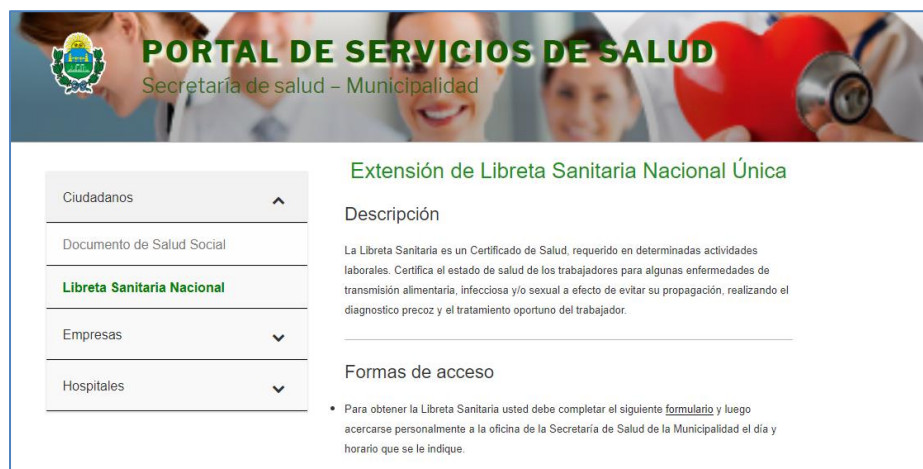 PORTAL DE SERVICIOS DE SALUD
Secretaría de salud – Municipalidad
Ciudadanos
Documento de Salud Social
Libreta Sanitaria Nacional
Empresas
Hospitales
Extensión de Libreta Sanitaria Nacional Única
Descripción
La Libreta Sanitaria es un Certificado de Salud, requerido en determinadas actividades
laborales. Certifica el estado de salud de los trabajadores para algunas enfermedades de
transmisión alimentaria, infecciosa y/o sexual a efecto de evitar su propagación, realizando el
diagnostico precoz y el tratamiento oportuno del trabajador.
Formas de acceso
• Para obtener la Libreta Sanitaria usted debe completar el siguiente formulario y luego
acercarse personalmente a la oficina de la Secretaría de Salud de la Municipalidad el día y
horario que se le indique.